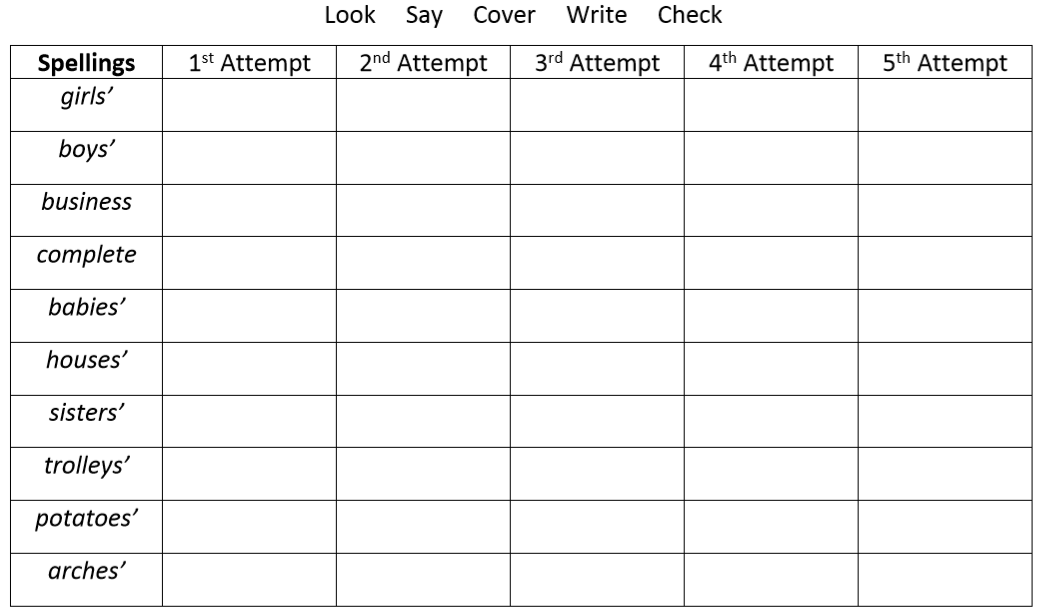 Look Say Cover Write Check
Spellings 1st Attempt 2nd Attempt 3rd Attempt 4th Attempt 5th Attempt
girls’
boys’
business
complete
babies’
houses’
sisters’
trolleys’
potatoes’
arches’